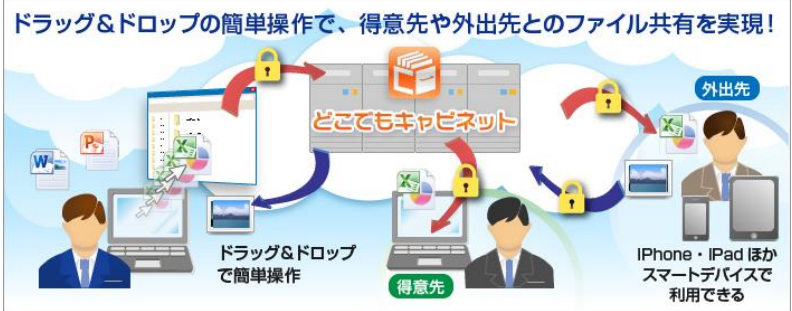 ドラッグ&ドロップの簡単操作で、得意先や外出先とのファイル共有を実現！
どこでもキャビネット
外出先
ドラッグ&ドロップ
で簡単操作
得意先
iPhone・iPad ほか
スマートデバイスで
利用できる